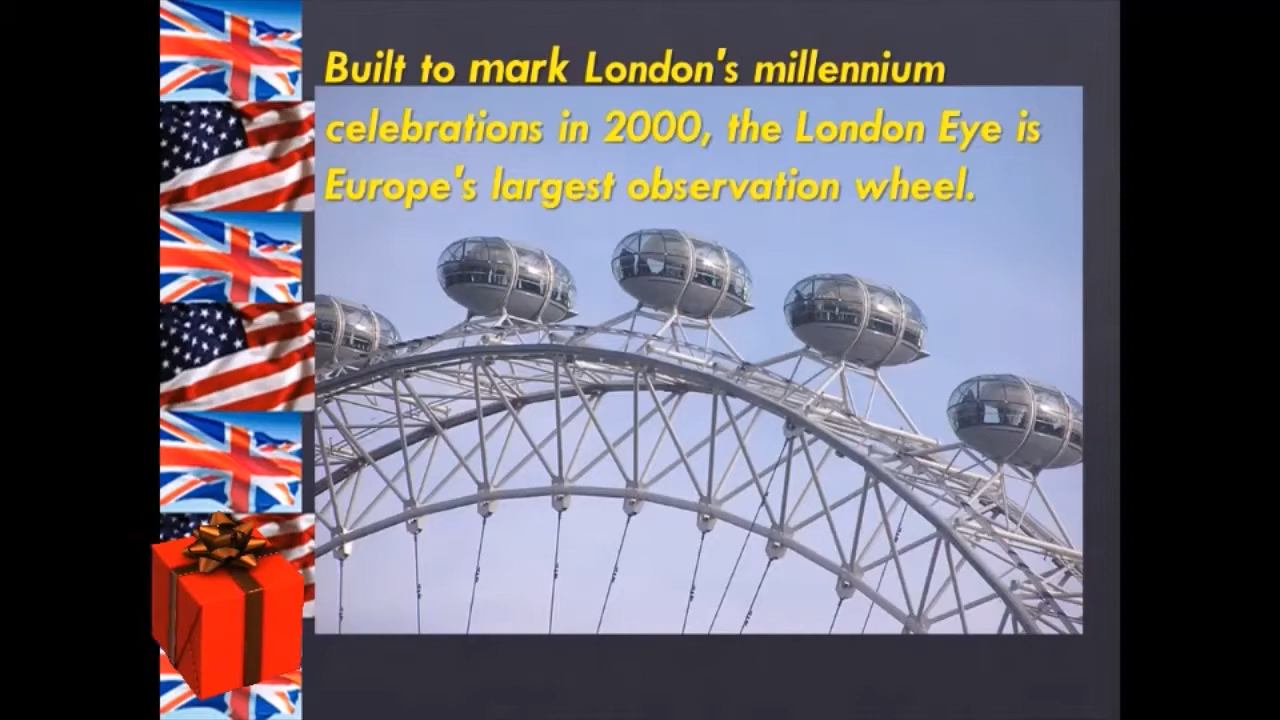 Built to mark London's millennium
celebrations in 2000, the London Eye is
Europe's largest observation wheel.